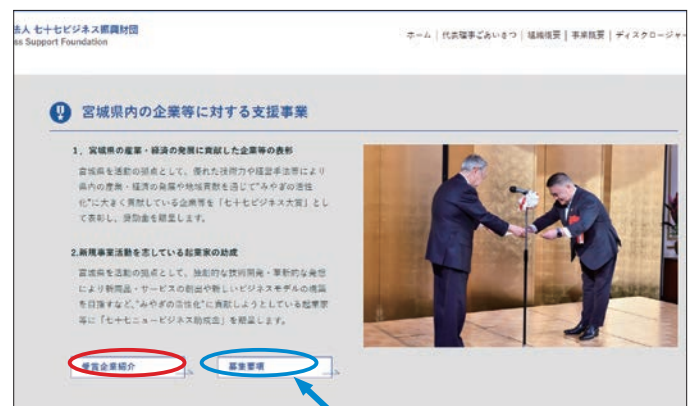 法人 七十七ビジネス振興財団
ss Support Foundation
ホーム | 代表理事ごあいさつ | 組織概要 | 事業概要 | ディスクロージャー
宮城県内の企業等に対する支援事業
1．宮城県の産業・経済の発展に貢献した企業等の表彰
宮城県を活動の拠点として、優れた技術力や経営手法等により
県内の産業・経済の発展や地域貢献を通じて"みやぎの活性
化"に大きく貢献している企業等を「七十七ビジネス大賞」とし
て表彰し、奨励金を贈呈します。
2.新規事業活動を志している起業家の助成
宮城県を活動の拠点として、独創的な技術開発・革新的な発想
により新商品・サービスの創出や新しいビジネスモデルの構築
を目指すなど、"みやぎの活性化"に貢献しようとしている起業家
等に「七十七ニュービジネス助成金」を贈呈します。
受賞企業紹介
募集要項